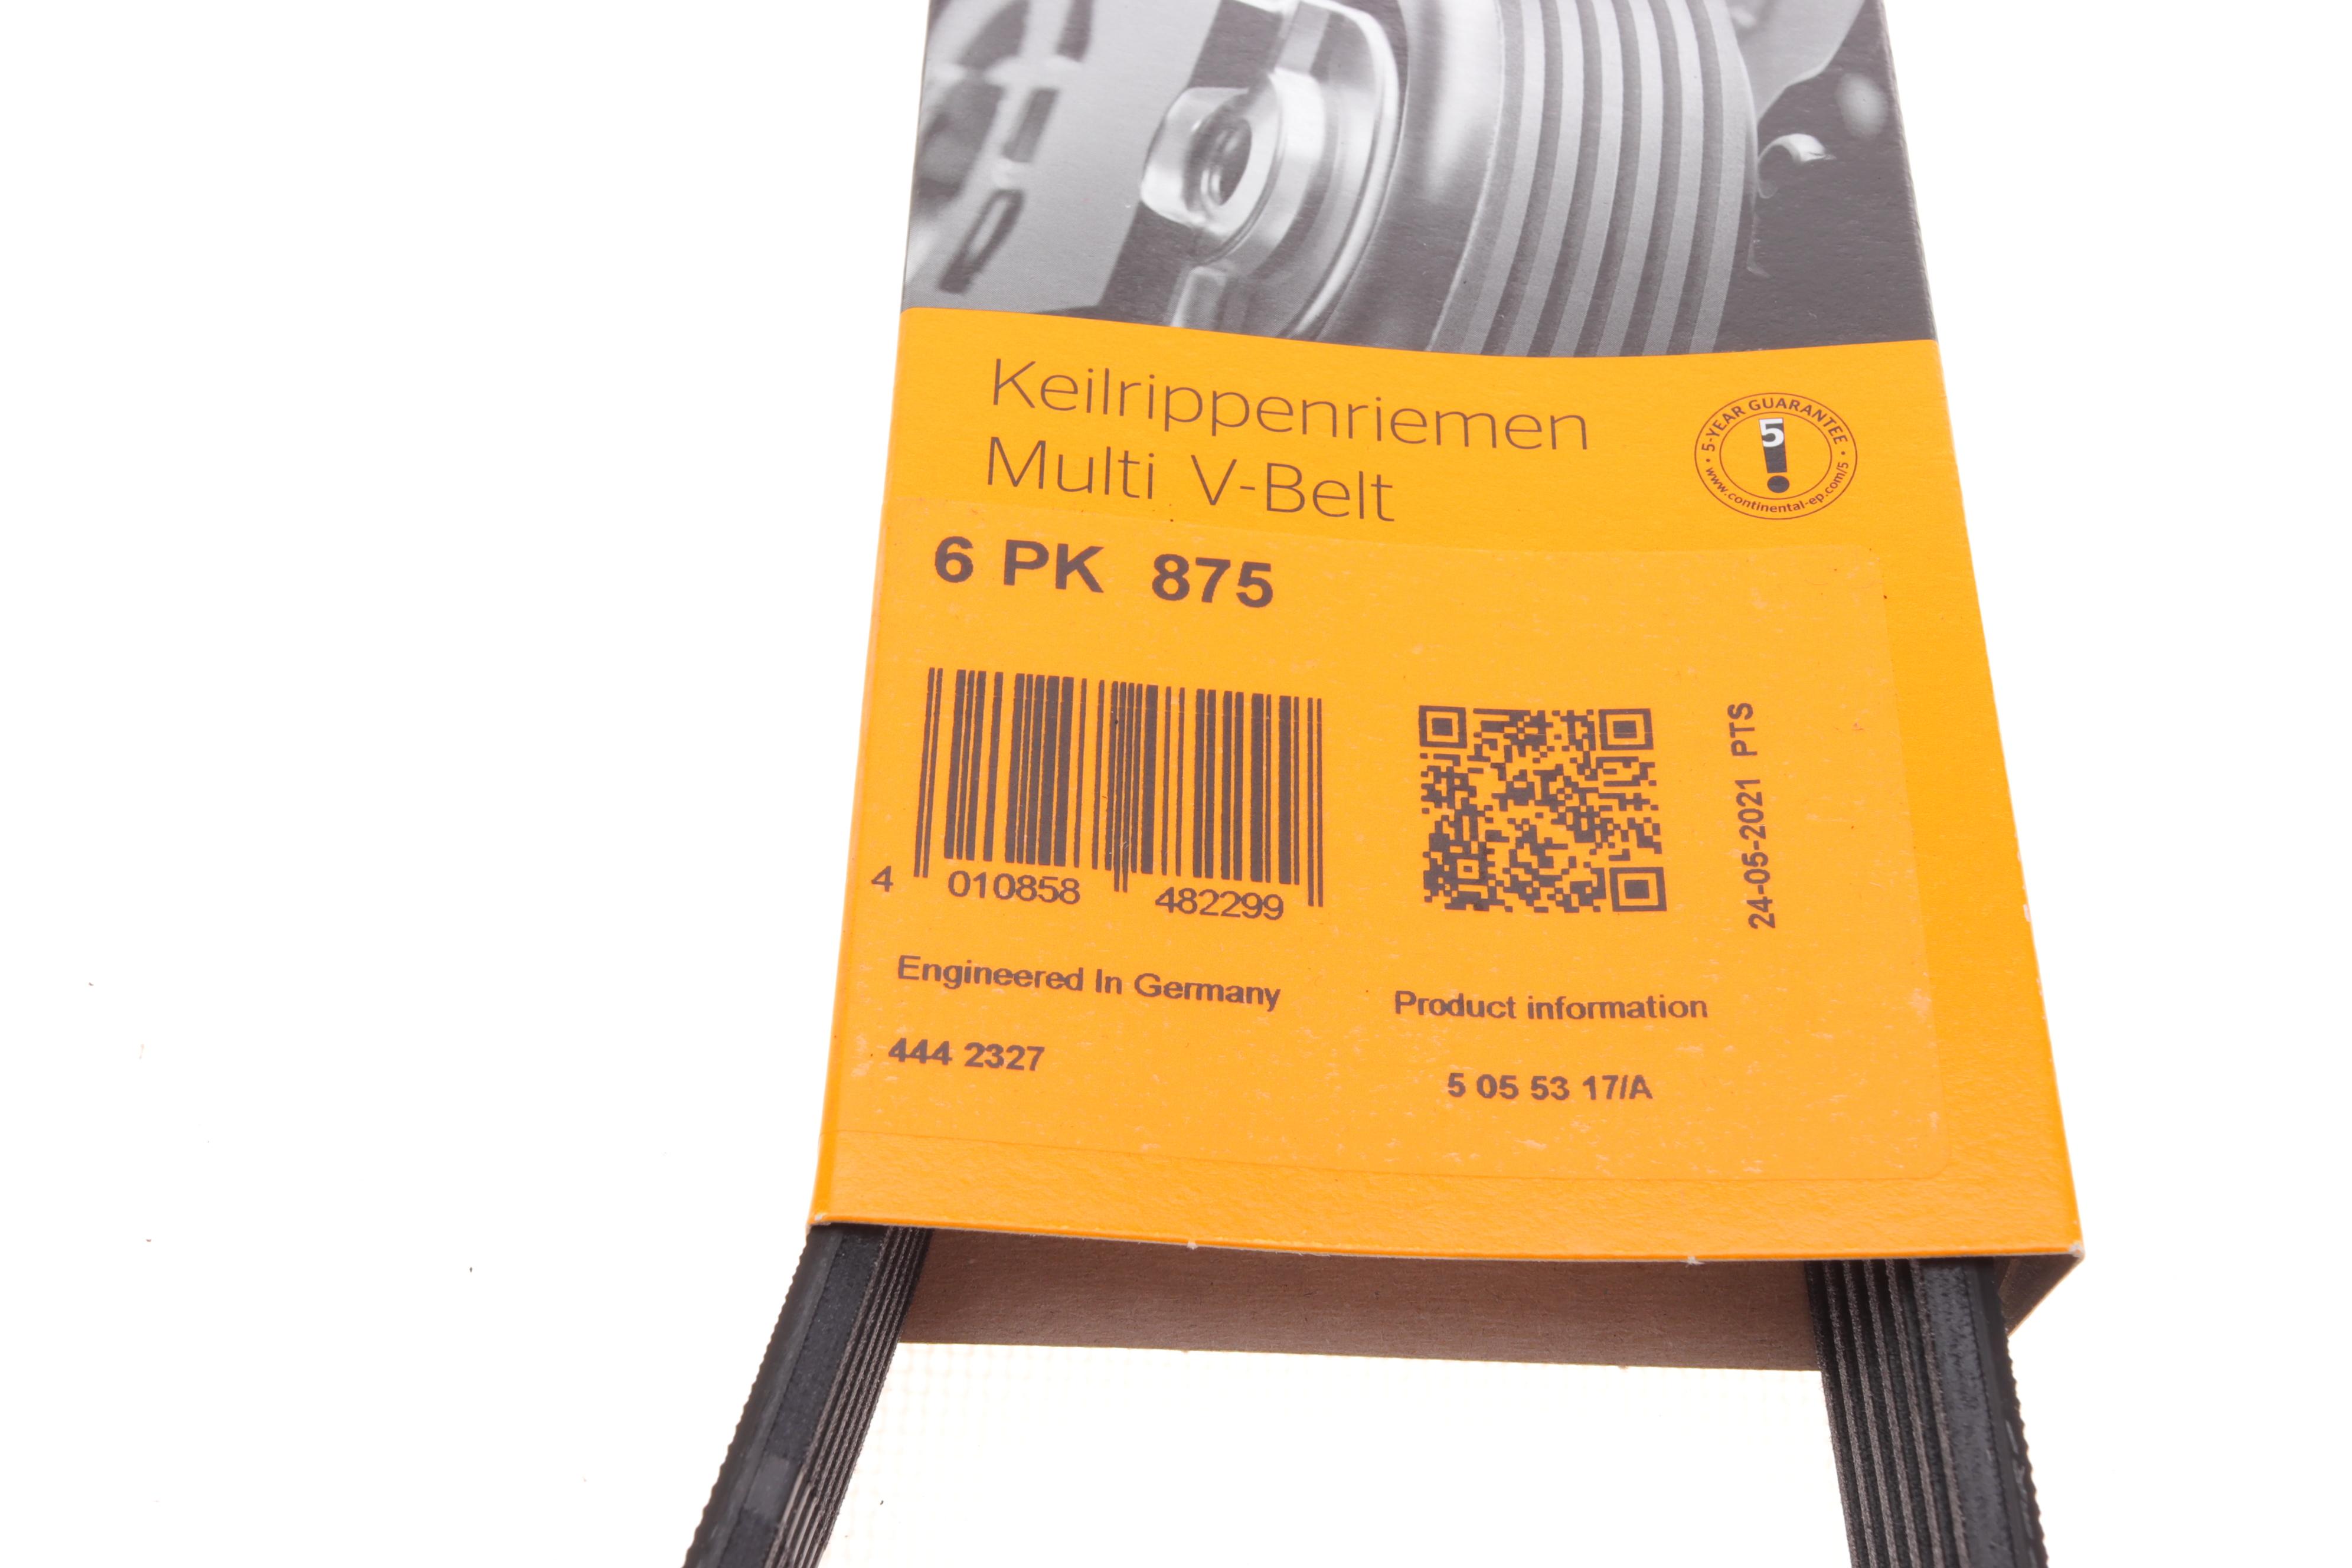 Keilrippenriemen
Multi V-Belt
• 5-YEAR GUARANTEE •
5
www.continental-ep.com/5
6 PK 875
4 010858 482299
24-05-2021 PTS
Engineered In Germany
Product information
444 2327
5 05 53 17/A